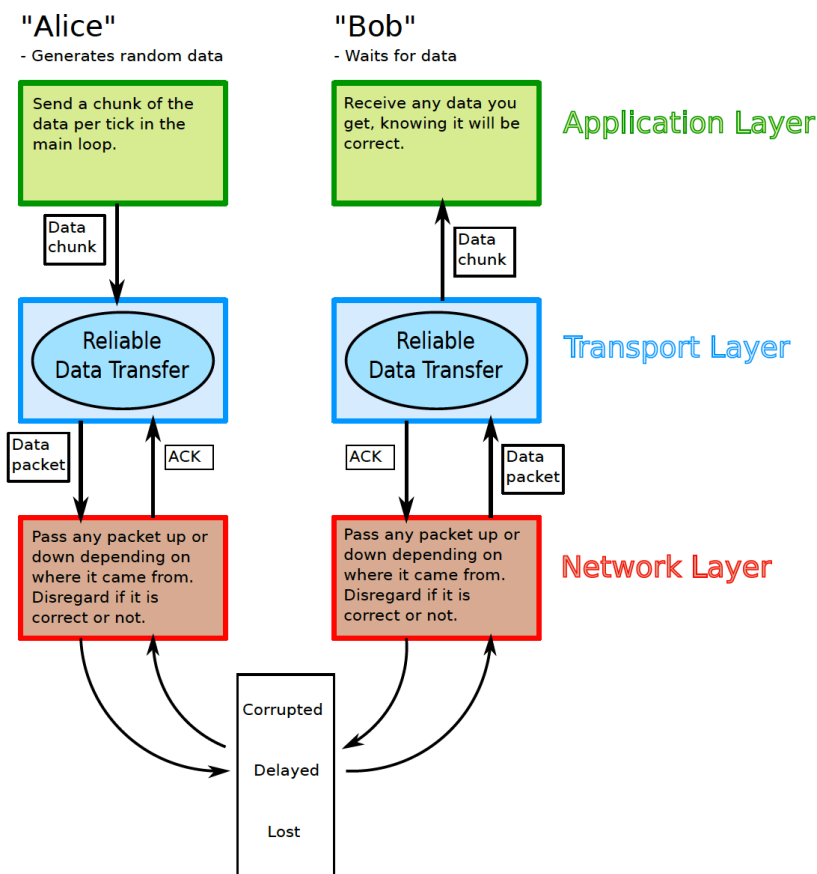 "Alice"
- Generates random data
"Bob"
- Waits for data
Send a chunk of the
data per tick in the
main loop.
Receive any data you
get, knowing it will be
correct.
Application Layer
Data
chunk
Data
chunk
Reliable
Data Transfer
Reliable
Data Transfer
Transport Layer
Data
packet
ACK
ACK
Data
packet
Pass any packet up or
down depending on
where it came from.
Disregard if it is
correct or not.
Pass any packet up or
down depending on
where it came from.
Disregard if it is
correct or not.
Network Layer
Corrupted
Delayed
Lost